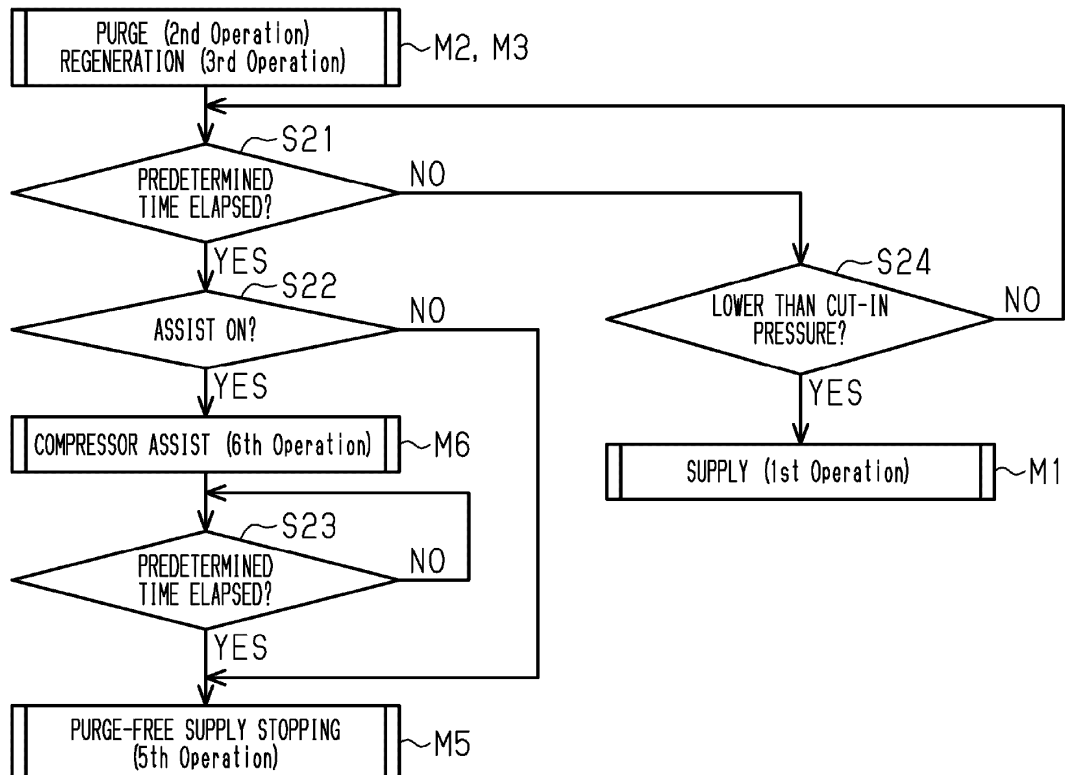 PURGE (2nd Operation)
REGENERATION (3rd Operation)
M2, M3
S21
PREDETERMINED
TIME ELAPSED?
NO
YES
S24
LOWER THAN CUT-IN
PRESSURE?
NO
YES
SUPPLY (1st Operation)
M1
S22
ASSIST ON?
NO
YES
COMPRESSOR ASSIST (6th Operation)
M6
S23
PREDETERMINED
TIME ELAPSED?
NO
YES
PURGE-FREE SUPPLY STOPPING
(5th Operation)
M5